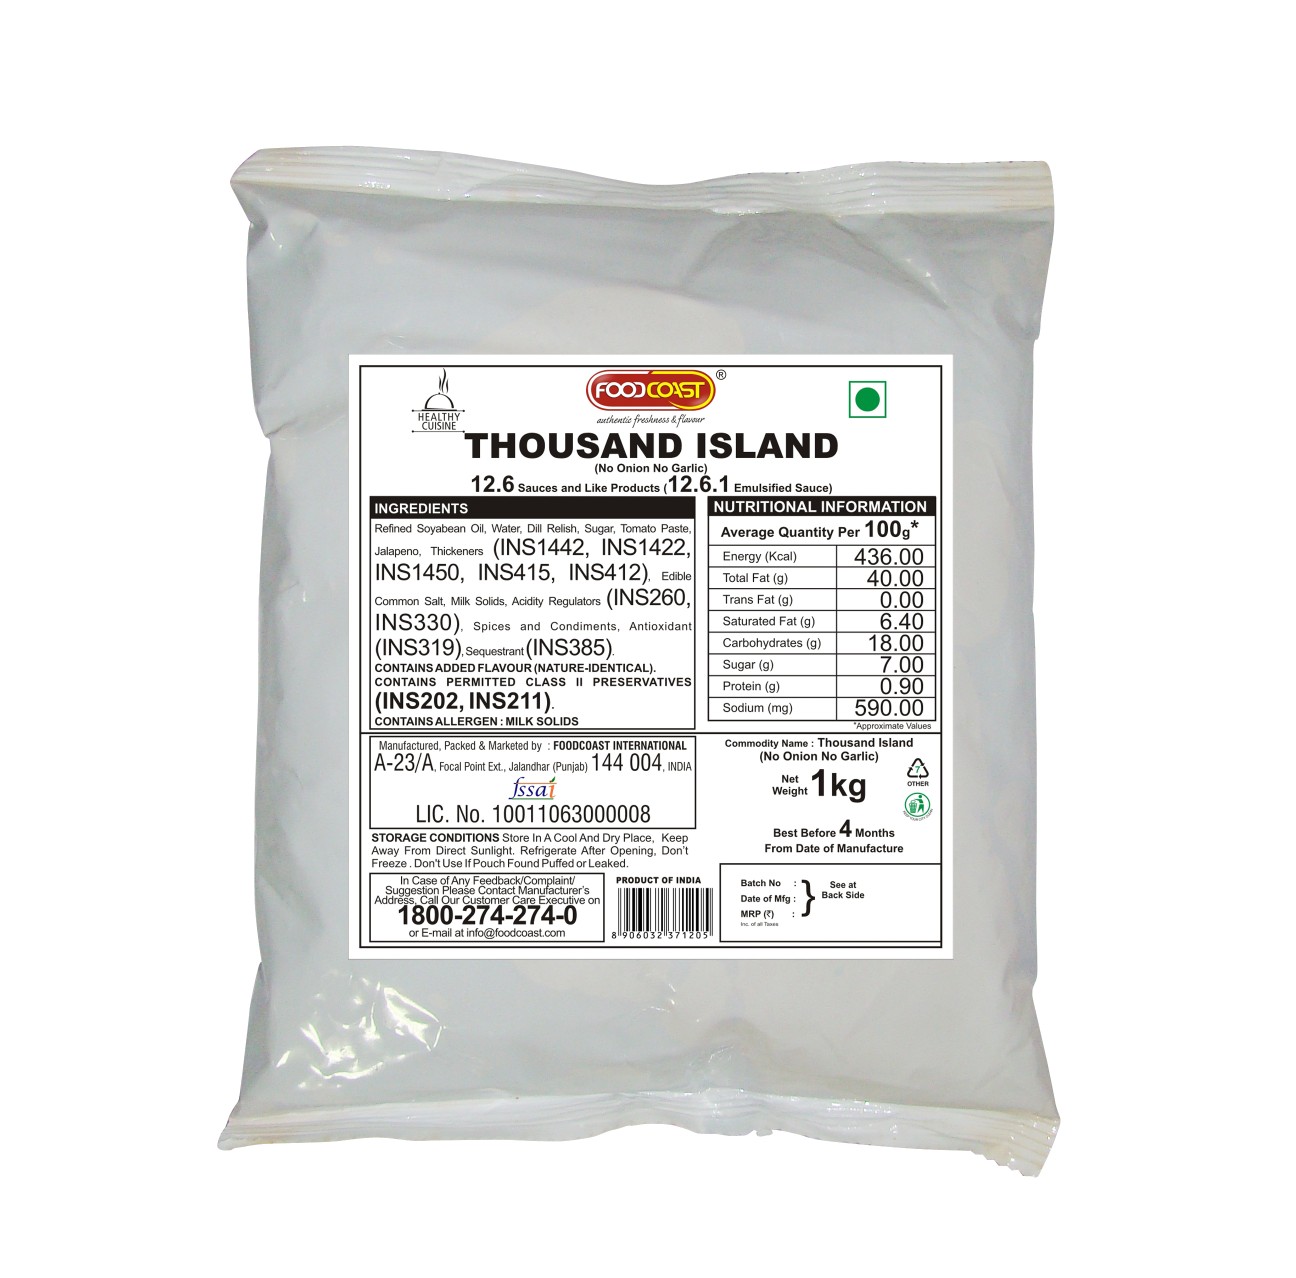 HEALTHY
CUISINE
FOODCOAST ®
authentic freshness & flavour
THOUSAND ISLAND
(No Onion No Garlic)
12.6 Sauces and Like Products (12.6.1 Emulsified Sauce)
INGREDIENTS
Refined Soyabean Oil, Water, Dill Relish, Sugar, Tomato Paste,
Jalapeno, Thickeners (INS1442, INS1422,
INS1450, INS415, INS412), Edible
Common Salt, Milk Solids, Acidity Regulators (INS260,
INS330), Spices and Condiments, Antioxidant
(INS319), Sequestrant (INS385).
CONTAINS ADDED FLAVOUR (NATURE-IDENTICAL).
CONTAINS PERMITTED CLASS II PRESERVATIVES
(INS202, INS211).
CONTAINS ALLERGEN : MILK SOLIDS
NUTRITIONAL INFORMATION
Average Quantity Per 100g*
Energy (Kcal) 436.00
Total Fat (g) 40.00
Trans Fat (g) 0.00
Saturated Fat (g) 6.40
Carbohydrates (g) 18.00
Sugar (g) 7.00
Protein (g) 0.90
Sodium (mg) 590.00
*Approximate Values
Manufactured, Packed & Marketed by : FOODCOAST INTERNATIONAL
A-23/A, Focal Point Ext., Jalandhar (Punjab) 144 004, INDIA
fssai
LIC. No. 10011063000008
Commodity Name : Thousand Island
(No Onion No Garlic)
Net
Weight 1kg
7
OTHER
Best Before 4 Months
From Date of Manufacture
STORAGE CONDITIONS Store In A Cool And Dry Place, Keep
Away From Direct Sunlight. Refrigerate After Opening, Don't
Freeze . Don't Use If Pouch Found Puffed or Leaked.
In Case of Any Feedback/Complaint/
Suggestion Please Contact Manufacturer's
Address, Call Our Customer Care Executive on
1800-274-274-0
or E-mail at info@foodcoast.com
PRODUCT OF INDIA
8 906032 371205
Batch No :
Date of Mfg :
MRP (₹) :
Inc. of all Taxes
See at
Back Side